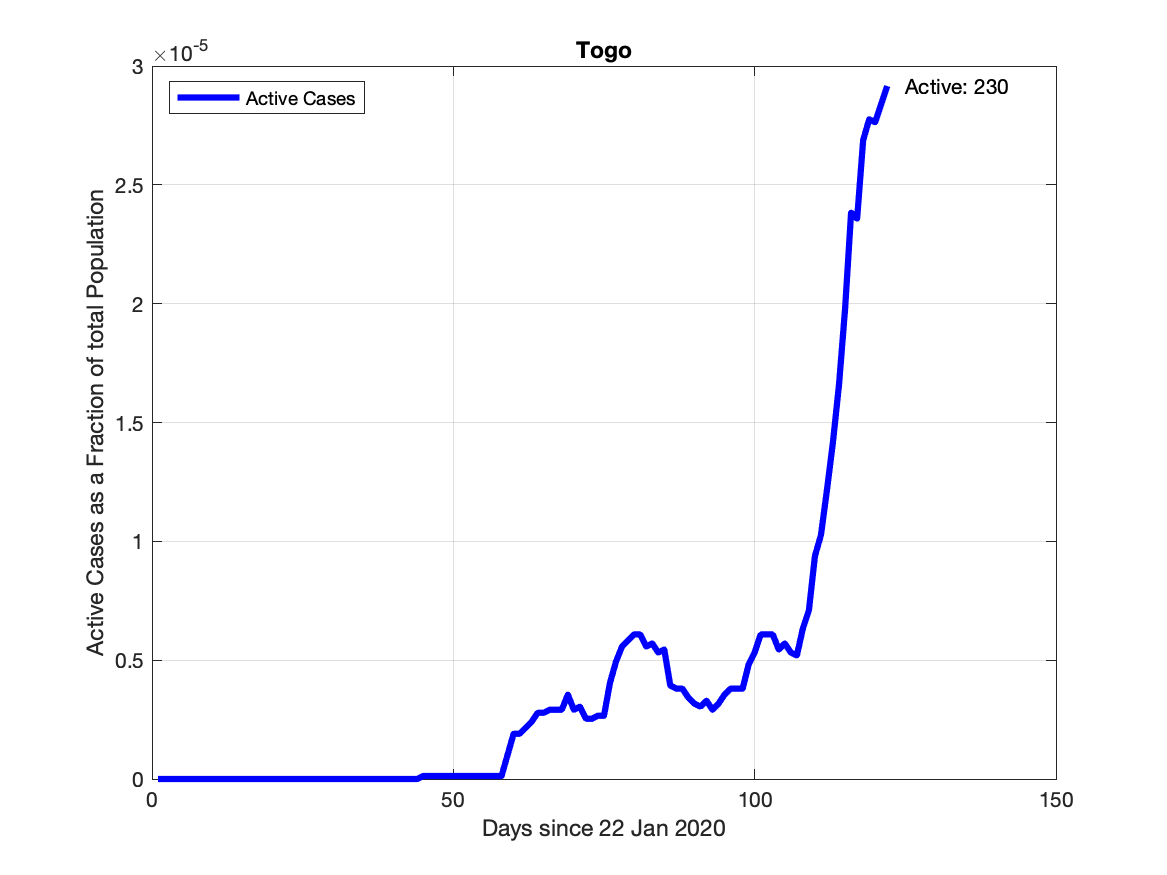 Togo
×10-5
3
2.5
2
1.5
1
0.5
0
Active Cases as a Fraction of total Population
Active Cases
Active: 230
0 50 100 150
Days since 22 Jan 2020